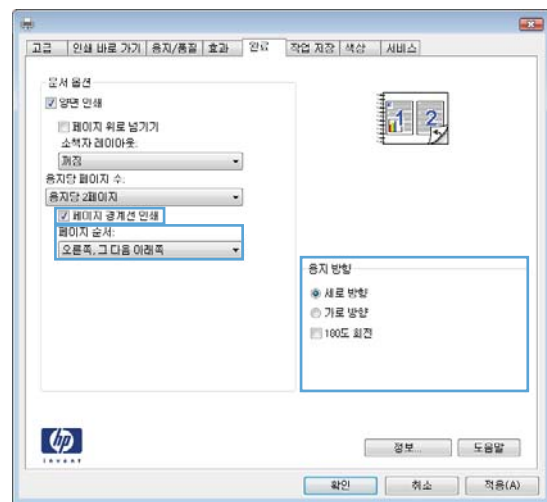 고급 인쇄 바로 가기 용지/품질 효과 완료 작업 저장 색상 서비스
문서 옵션
양면 인쇄
페이지 위로 넘기기
소책자 레이아웃:
꺼짐
용지당 페이지 수:
용지당 2페이지
페이지 경계선 인쇄
페이지 순서:
오른쪽, 그 다음 아래쪽
1 2
용지 방향
세로 방향
가로 방향
180도 회전
hp
invent
정보... 도움말
확인 취소 적용(A)